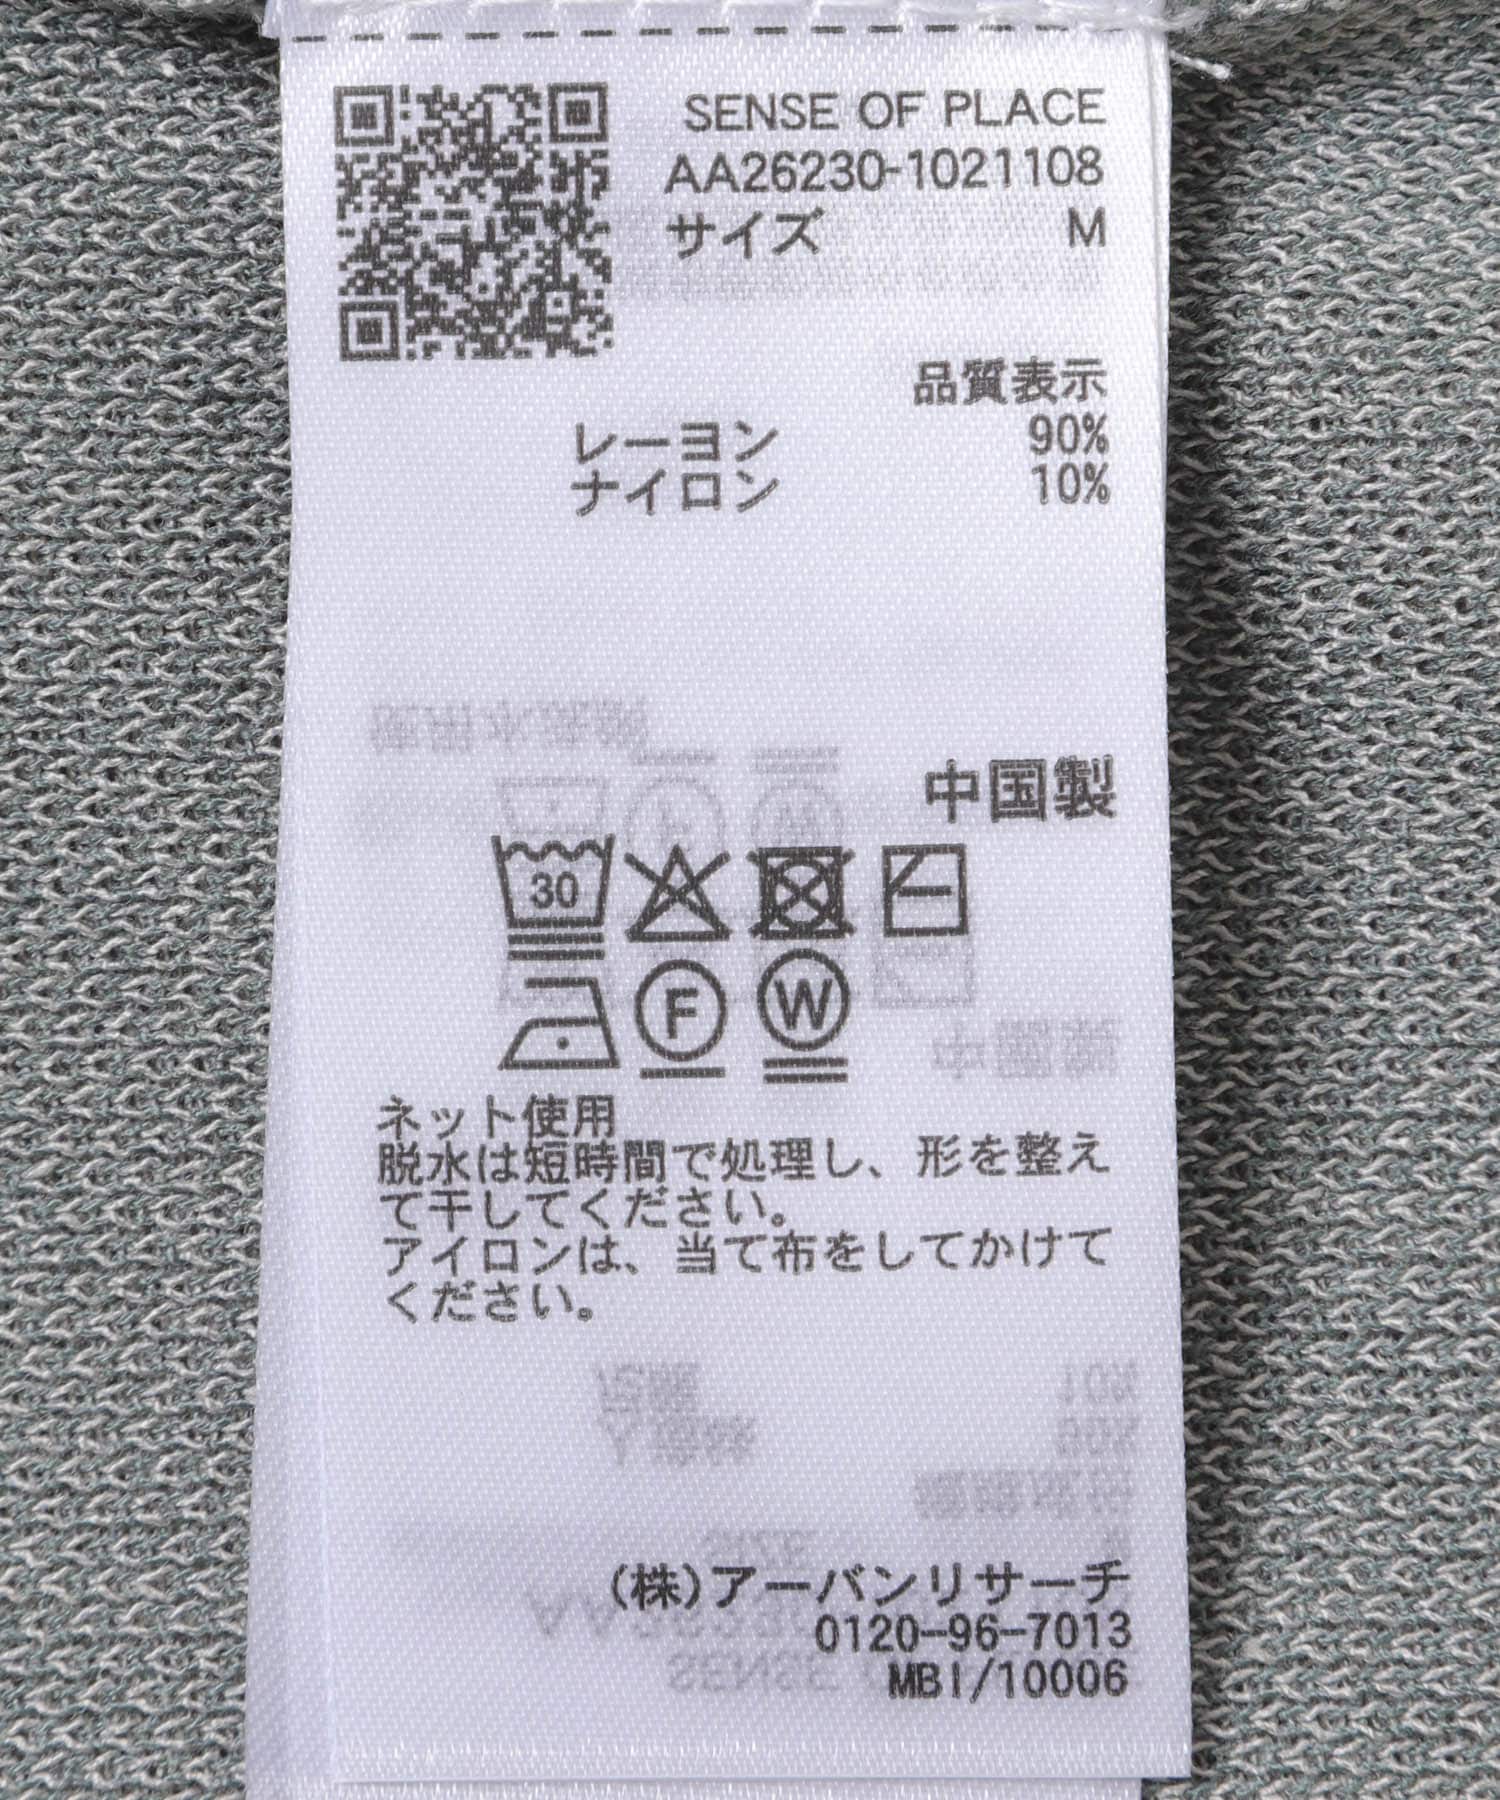 SENSE OF PLACE
AA26230-1021108
サイズ M
品質表示
レーヨン 90%
ナイロン 10%
中国製
30
F W
ネット使用
脱水は短時間で処理し、形を整え
て干してください。
アイロンは、当て布をしてかけて
ください。
(株)アーバンリサーチ
0120-96-7013
MBI/10006